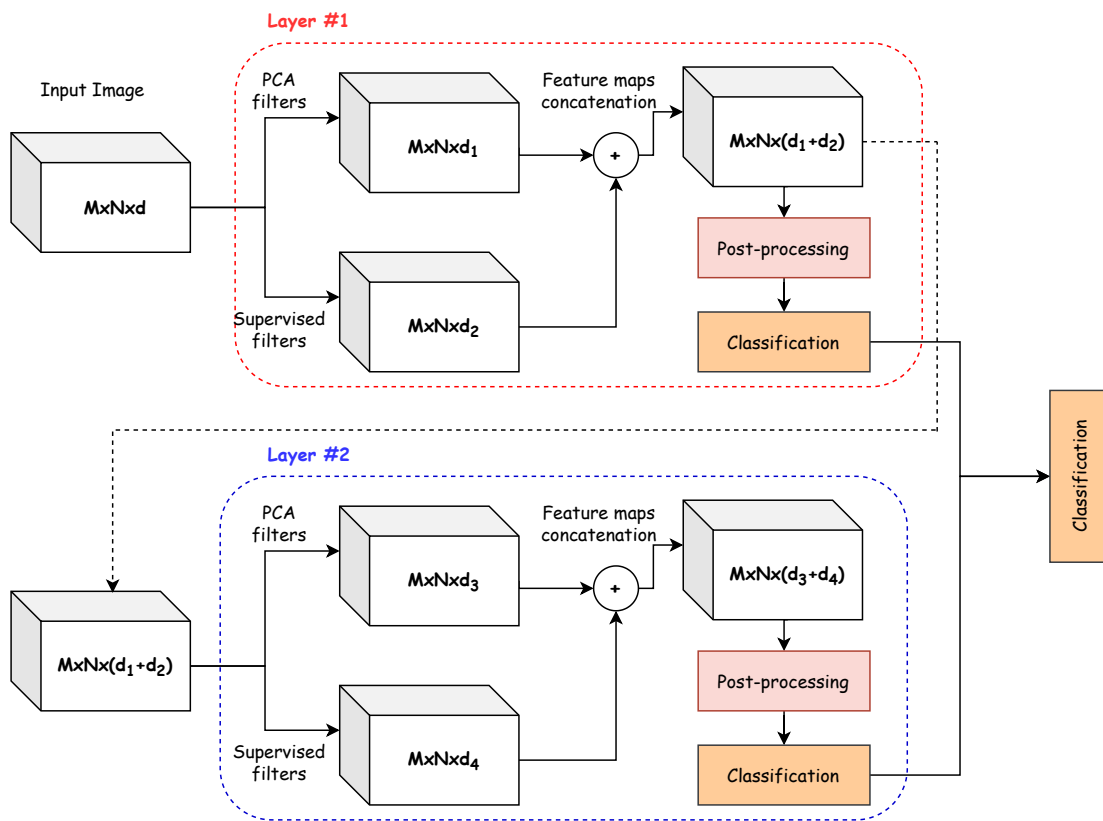 Layer #1
Input Image
PCA
filters
Feature maps
concatenation
MxNxd
MxNxd₁
+
MxNx(d₁+d₂)
Supervised
filters
MxNxd₂
Post-processing
Classification
Classification
Layer #2
PCA
filters
Feature maps
concatenation
MxNx(d₁+d₂)
MxNxd₃
+
MxNx(d₃+d₄)
Supervised
filters
MxNxd₄
Post-processing
Classification